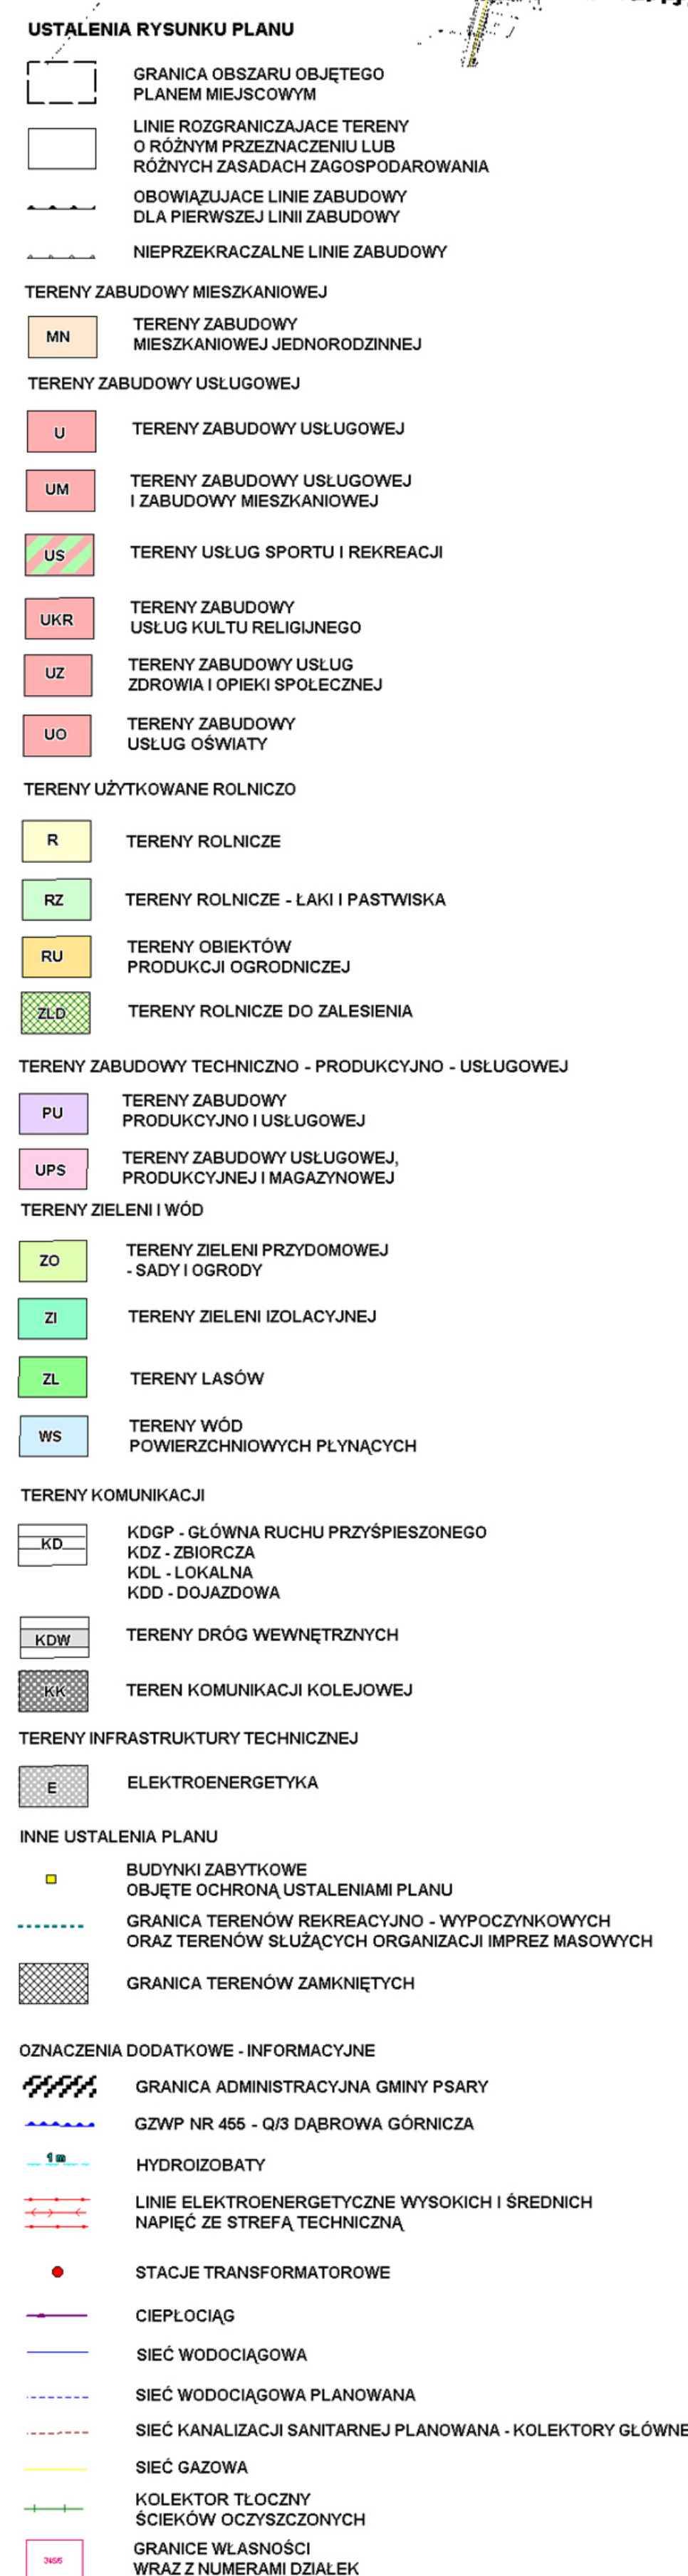 USTALENIA RYSUNKU PLANU
GRANICA OBSZARU OBJĘTEGO
PLANEM MIEJSCOWYM
LINIE ROZGRANICZAJACE TERENY
O RÓŻNYM PRZEZNACZENIU LUB
RÓŻNYCH ZASADACH ZAGOSPODAROWANIA
OBOWIĄZUJACE LINIE ZABUDOWY
DLA PIERWSZEJ LINII ZABUDOWY
NIEPRZEKRACZALNE LINIE ZABUDOWY
TERENY ZABUDOWY MIESZKANIOWEJ
MN
TERENY ZABUDOWY
MIESZKANIOWEJ JEDNORODZINNEJ
TERENY ZABUDOWY USŁUGOWEJ
U
TERENY ZABUDOWY USŁUGOWEJ
UM
TERENY ZABUDOWY USŁUGOWEJ
I ZABUDOWY MIESZKANIOWEJ
US
TERENY USŁUG SPORTU I REKREACJI
UKR
TERENY ZABUDOWY
USŁUG KULTU RELIGIJNEGO
UZ
TERENY ZABUDOWY USŁUG
ZDROWIA I OPIEKI SPOŁECZNEJ
UO
TERENY ZABUDOWY
USŁUG OŚWIATY
TERENY UŻYTKOWANE ROLNICZO
R
TERENY ROLNICZE
RZ
TERENY ROLNICZE - ŁAKI I PASTWISKA
RU
TERENY OBIEKTÓW
PRODUKCJI OGRODNICZEJ
ZLD
TERENY ROLNICZE DO ZALESIENIA
TERENY ZABUDOWY TECHNICZNO - PRODUKCYJNO - USŁUGOWEJ
PU
TERENY ZABUDOWY
PRODUKCYJNO I USŁUGOWEJ
UPS
TERENY ZABUDOWY USŁUGOWEJ,
PRODUKCYJNEJ I MAGAZYNOWEJ
TERENY ZIELENI I WÓD
ZO
TERENY ZIELENI PRZYDOMOWEJ
- SADY I OGRODY
ZI
TERENY ZIELENI IZOLACYJNEJ
ZL
TERENY LASÓW
WS
TERENY WÓD
POWIERZCHNIOWYCH PŁYNĄCYCH
TERENY KOMUNIKACJI
KD
KDGP - GŁÓWNA RUCHU PRZYŚPIESZONEGO
KDZ - ZBIORCZA
KDL - LOKALNA
KDD - DOJAZDOWA
KDW
TERENY DRÓG WEWNĘTRZNYCH
KK
TEREN KOMUNIKACJI KOLEJOWEJ
TERENY INFRASTRUKTURY TECHNICZNEJ
E
ELEKTROENERGETYKA
INNE USTALENIA PLANU
BUDYNKI ZABYTKOWE
OBJĘTE OCHRONĄ USTALENIAMI PLANU
GRANICA TERENÓW REKREACYJNO - WYPOCZYNKOWYCH
ORAZ TERENÓW SŁUŻĄCYCH ORGANIZACJI IMPREZ MASOWYCH
GRANICA TERENÓW ZAMKNIĘTYCH
OZNACZENIA DODATKOWE - INFORMACYJNE
GRANICA ADMINISTRACYJNA GMINY PSARY
GZWP NR 455 - Q/3 DĄBROWA GÓRNICZA
1 m
HYDROIZOBATY
LINIE ELEKTROENERGETYCZNE WYSOKICH I ŚREDNICH
NAPIĘĆ ZE STREFĄ TECHNICZNĄ
STACJE TRANSFORMATOROWE
CIEPŁOCIĄG
SIEĆ WODOCIĄGOWA
SIEĆ WODOCIĄGOWA PLANOWANA
SIEĆ KANALIZACJI SANITARNEJ PLANOWANA - KOLEKTORY GŁÓWNE
SIEĆ GAZOWA
KOLEKTOR TŁOCZNY
ŚCIEKÓW OCZYSZCZONYCH
GRANICE WŁASNOŚCI
WRAZ Z NUMERAMI DZIAŁEK